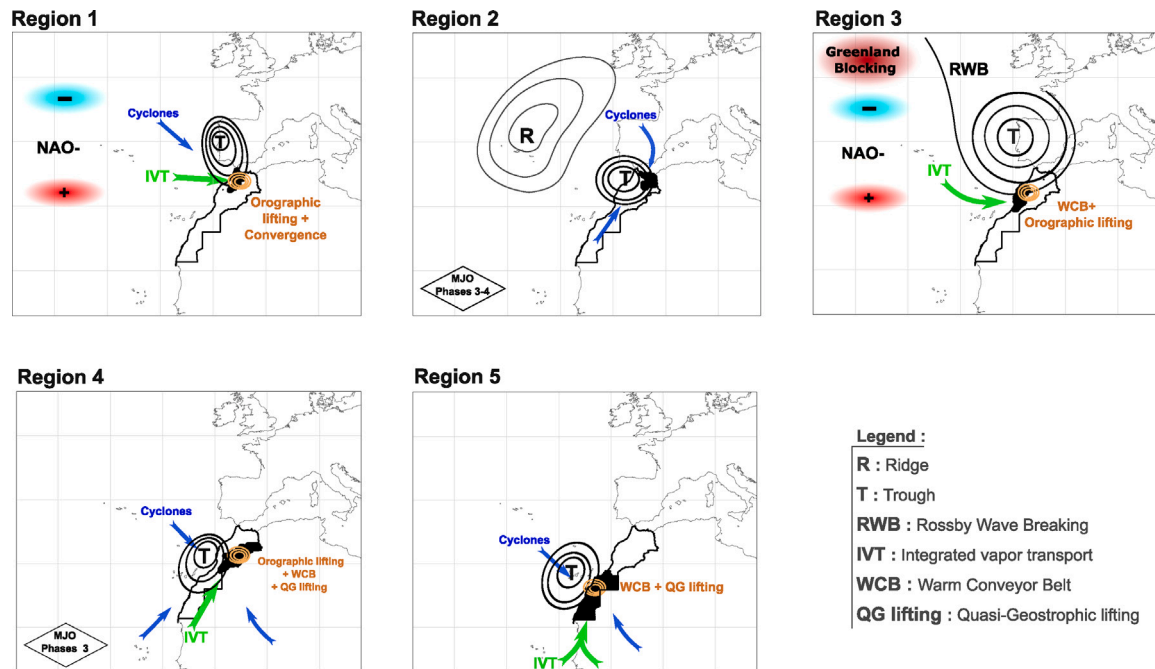 Region 1
Cyclones
–
T
NAO-
IVT
+
Orographic
lifting +
Convergence
Region 2
R
Cyclones
T
MJO
Phases 3-4
Region 3
Greenland
Blocking
RWB
–
T
NAO-
IVT
+
WCB+
Orographic lifting
Region 4
Cyclones
T
Orographic lifting
+ WCB
+ QG lifting
IVT
MJO
Phases 3
Region 5
Cyclones
T
WCB + QG lifting
IVT
Legend :
R : Ridge
T : Trough
RWB : Rossby Wave Breaking
IVT : Integrated vapor transport
WCB : Warm Conveyor Belt
QG lifting : Quasi-Geostrophic lifting